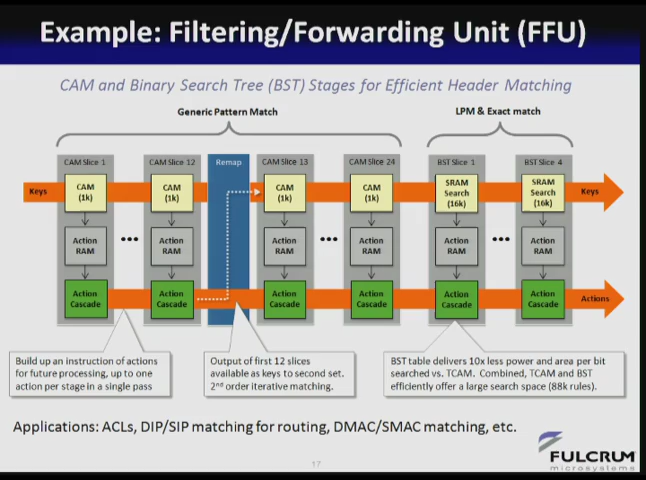 Example: Filtering/Forwarding Unit (FFU)
CAM and Binary Search Tree (BST) Stages for Efficient Header Matching
Generic Pattern Match
LPM & Exact match
CAM Slice 1
CAM Slice 12
Remap
CAM Slice 13
CAM Slice 24
BST Slice 1
BST Slice 4
Keys
CAM
(1k)
CAM
(1k)
CAM
(1k)
CAM
(1k)
SRAM
Search
(16k)
SRAM
Search
(16k)
Keys
Action
RAM
•••
Action
RAM
Action
RAM
•••
Action
RAM
Action
RAM
•••
Action
RAM
Action
Cascade
Action
Cascade
Action
Cascade
Action
Cascade
Action
Cascade
Action
Cascade
Actions
Build up an instruction of actions
for future processing, up to one
action per stage in a single pass
Output of first 12 slices
available as keys to second set.
2nd order iterative matching.
BST table delivers 10x less power and area per bit
searched vs. TCAM. Combined, TCAM and BST
efficiently offer a large search space (88k rules).
Applications: ACLs, DIP/SIP matching for routing, DMAC/SMAC matching, etc.
17
FULCRUM
microsystems